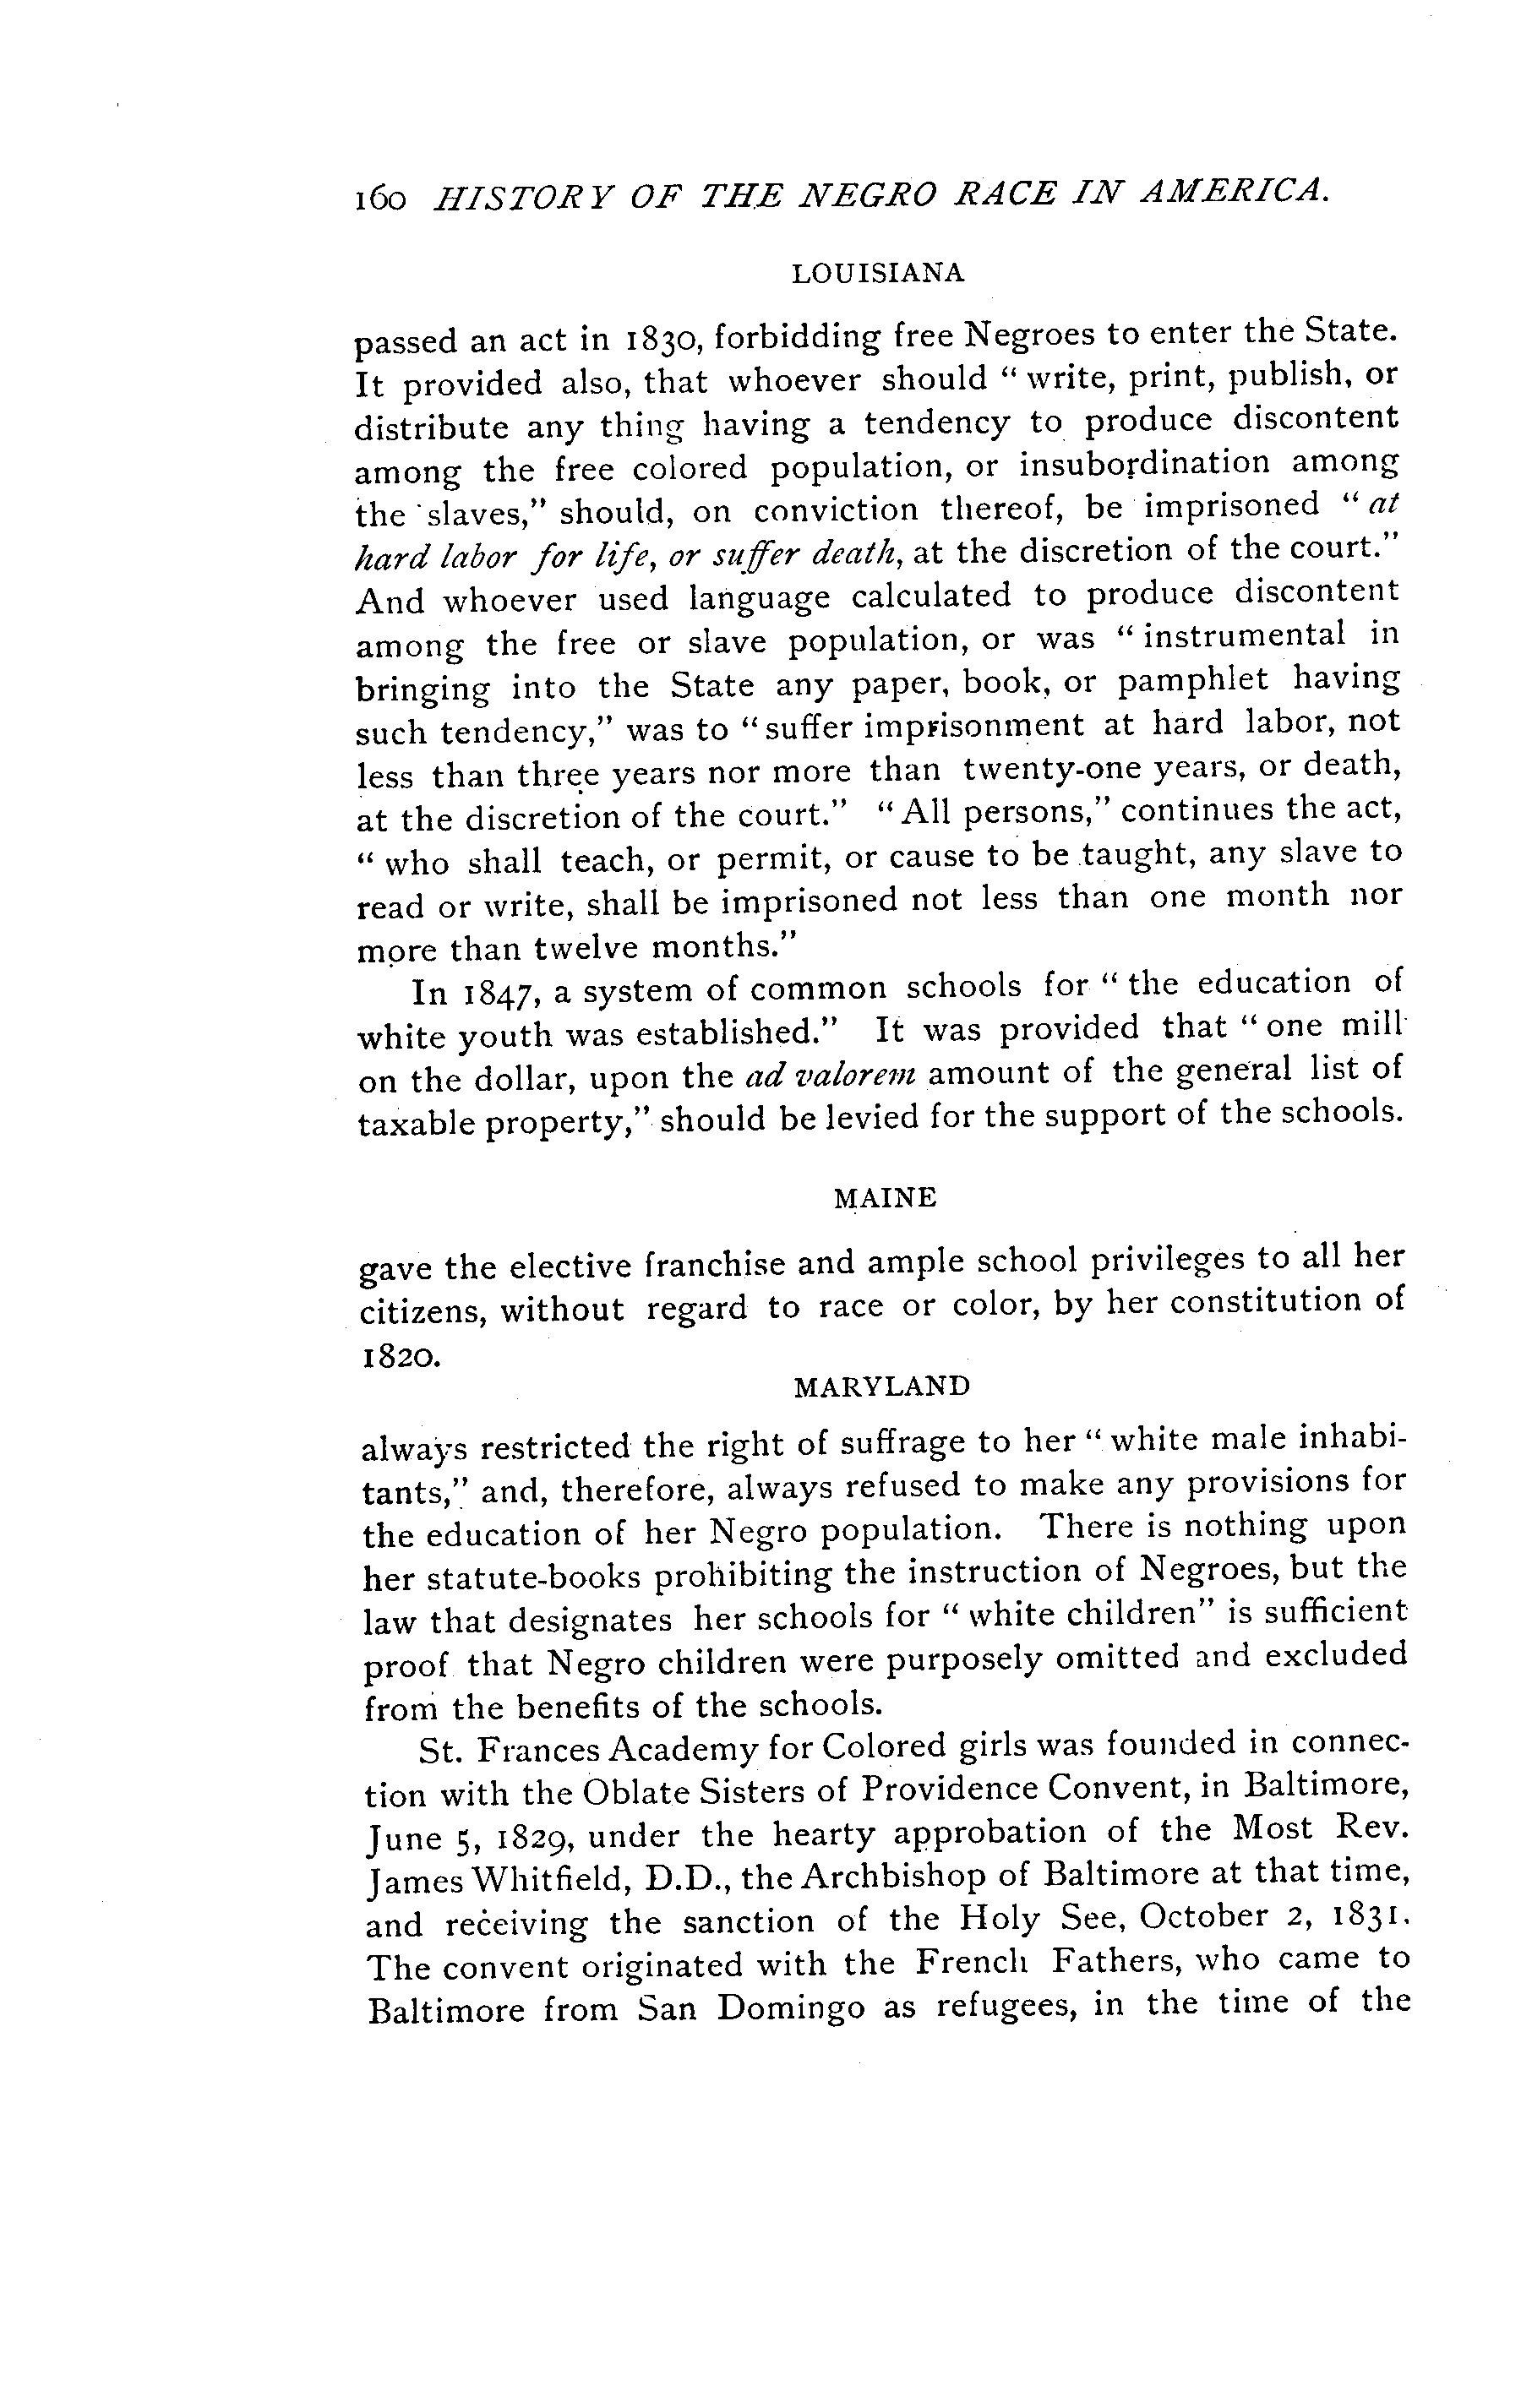 160 HISTORY OF THE NEGRO RACE IN AMERICA.
LOUISIANA
passed an act in 1830, forbidding free Negroes to enter the State.
It provided also, that whoever should " write, print, publish, or
distribute any thing having a tendency to produce discontent
among the free colored population, or insubordination among
the slaves," should, on conviction thereof, be imprisoned " at
hard labor for life, or suffer death, at the discretion of the court."
And whoever used language calculated to produce discontent
among the free or slave population, or was " instrumental in
bringing into the State any paper, book, or pamphlet having
such tendency," was to " suffer imprisonment at hard labor, not
less than three years nor more than twenty-one years, or death,
at the discretion of the court." " All persons," continues the act,
" who shall teach, or permit, or cause to be taught, any slave to
read or write, shall be imprisoned not less than one month nor
more than twelve months."
In 1847, a system of common schools for " the education of
white youth was established." It was provided that " one mill
on the dollar, upon the ad valorem amount of the general list of
taxable property," should be levied for the support of the schools.
MAINE
gave the elective franchise and ample school privileges to all her
citizens, without regard to race or color, by her constitution of
1820.
MARYLAND
always restricted the right of suffrage to her " white male inhabi-
tants," and, therefore, always refused to make any provisions for
the education of her Negro population. There is nothing upon
her statute-books prohibiting the instruction of Negroes, but the
law that designates her schools for " white children" is sufficient
proof that Negro children were purposely omitted and excluded
from the benefits of the schools.
St. Frances Academy for Colored girls was founded in connec-
tion with the Oblate Sisters of Providence Convent, in Baltimore,
June 5, 1829, under the hearty approbation of the Most Rev.
James Whitfield, D.D., the Archbishop of Baltimore at that time,
and receiving the sanction of the Holy See, October 2, 1831.
The convent originated with the French Fathers, who came to
Baltimore from San Domingo as refugees, in the time of the